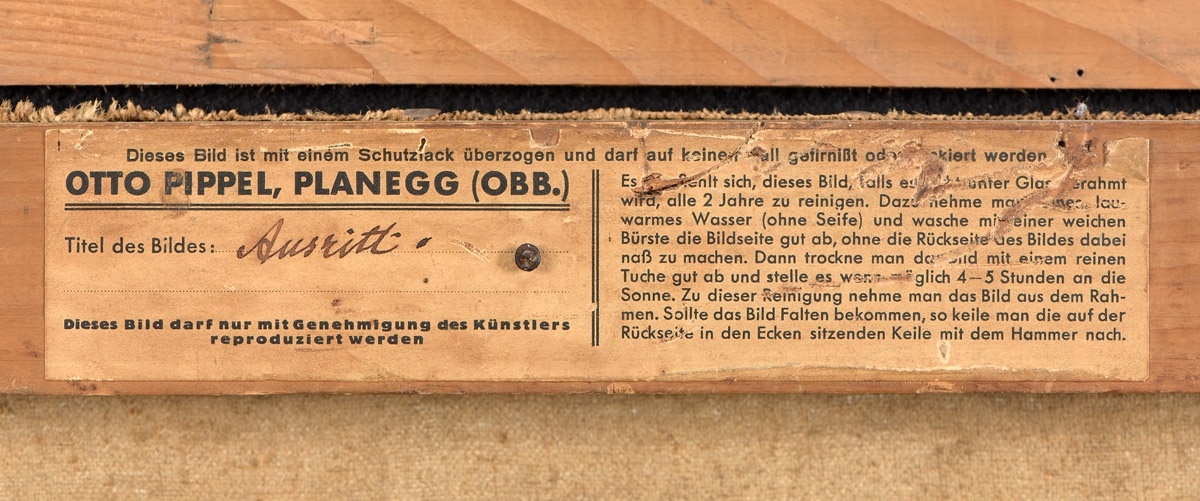 Dieses Bild ist mit einem Schutzlack überzogen und darf auf keinen Fall gefirnißt oder lackiert werden
OTTO PIPPEL, PLANEGG (OBB.)
Titel des Bildes: Ausritt.
Dieses Bild darf nur mit Genehmigung des Künstlers
reproduziert werden
Es empfiehlt sich, dieses Bild, falls es nicht unter Glas gerahmt
wird, alle 2 Jahre zu reinigen. Dazu nehme man reines, lau-
warmes Wasser (ohne Seife) und wasche mit einer weichen
Bürste die Bildseite gut ab, ohne die Rückseite des Bildes dabei
naß zu machen. Dann trockne man das Bild mit einem reinen
Tuche gut ab und stelle es wenn möglich 4–5 Stunden an die
Sonne. Zu dieser Reinigung nehme man das Bild aus dem Rah-
men. Sollte das Bild Falten bekommen, so keile man die auf der
Rückseite in den Ecken sitzenden Keile mit dem Hammer nach.